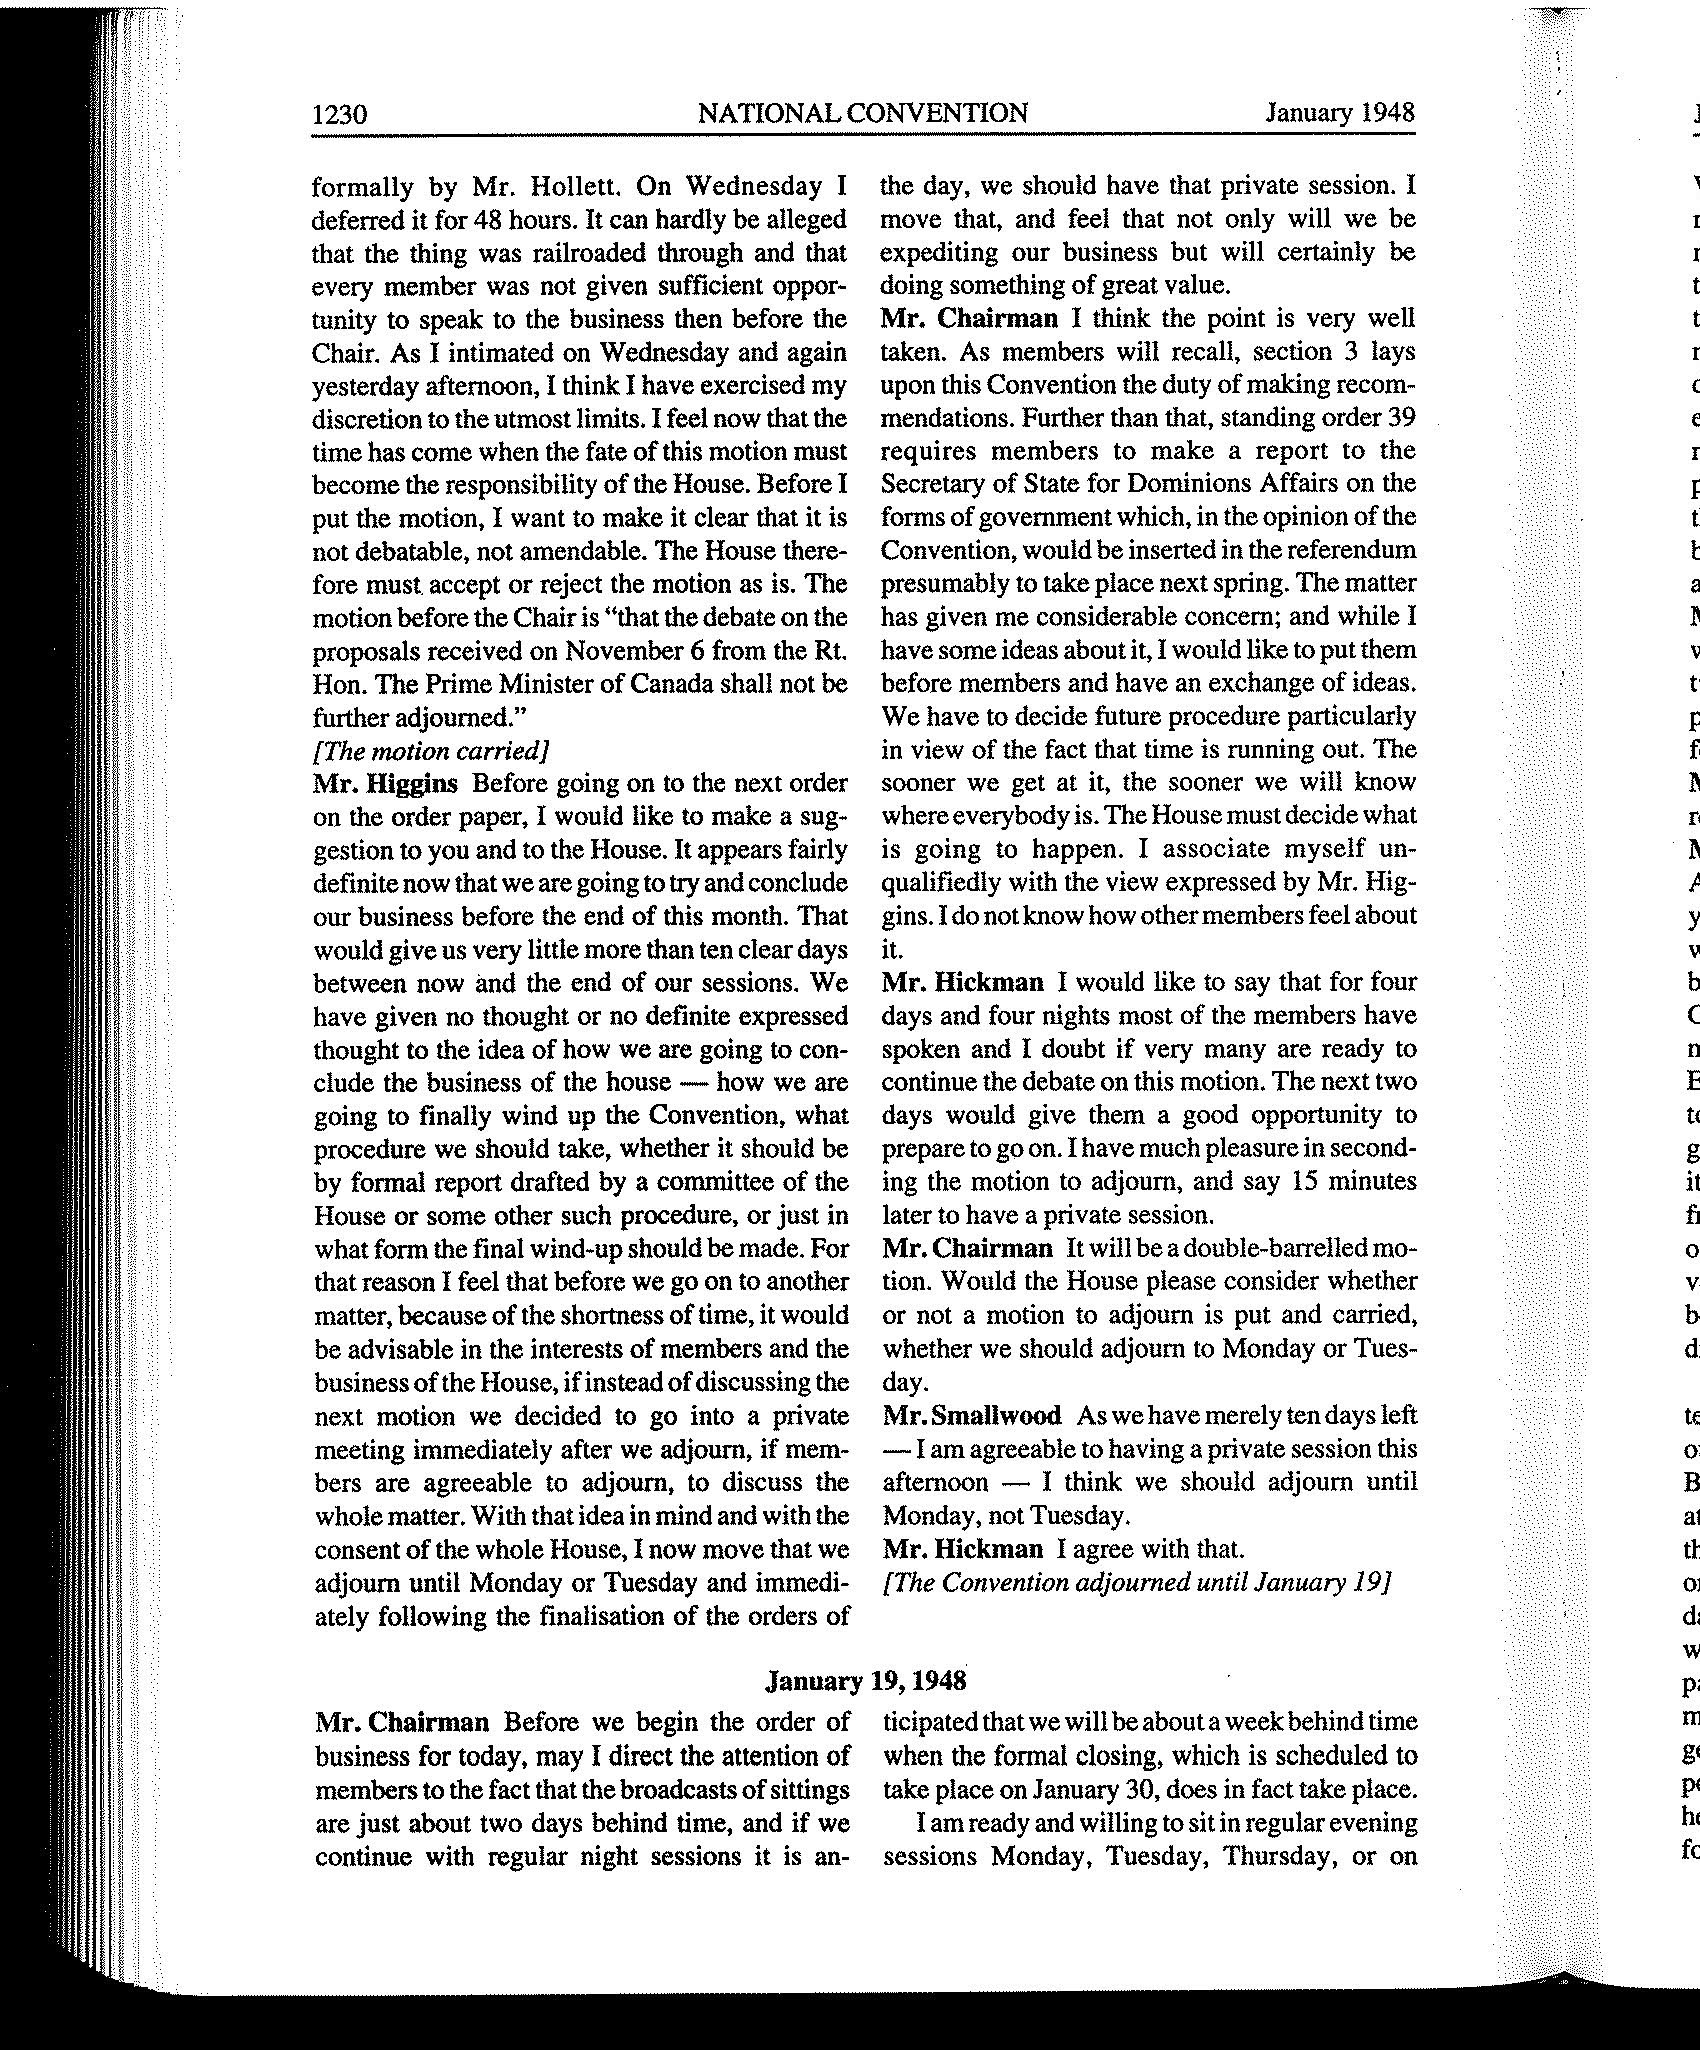 1230 NATIONAL CONVENTION January 1948
formally by Mr. Hollett. On Wednesday I
deferred it for 48 hours. It can hardly be alleged
that the thing was railroaded through and that
every member was not given sufficient oppor-
tunity to speak to the business then before the
Chair. As I intimated on Wednesday and again
yesterday afternoon, I think I have exercised my
discretion to the utmost limits. I feel now that the
time has come when the fate of this motion must
become the responsibility of the House. Before I
put the motion, I want to make it clear that it is
not debatable, not amendable. The House there-
fore must accept or reject the motion as is. The
motion before the Chair is “that the debate on the
proposals received on November 6 from the Rt.
Hon. The Prime Minister of Canada shall not be
further adjourned.”
[The motion carried]
Mr. Higgins Before going on to the next order
on the order paper, I would like to make a sug-
gestion to you and to the House. It appears fairly
definite now that we are going to try and conclude
our business before the end of this month. That
would give us very little more than ten clear days
between now and the end of our sessions. We
have given no thought or no definite expressed
thought to the idea of how we are going to con-
clude the business of the house — how we are
going to finally wind up the Convention, what
procedure we should take, whether it should be
by formal report drafted by a committee of the
House or some other such procedure, or just in
what form the final wind-up should be made. For
that reason I feel that before we go on to another
matter, because of the shortness of time, it would
be advisable in the interests of members and the
business of the House, if instead of discussing the
next motion we decided to go into a private
meeting immediately after we adjourn, if mem-
bers are agreeable to adjourn, to discuss the
whole matter. With that idea in mind and with the
consent of the whole House, I now move that we
adjourn until Monday or Tuesday and immedi-
ately following the finalisation of the orders of
the day, we should have that private session. I
move that, and feel that not only will we be
expediting our business but will certainly be
doing something of great value.
Mr. Chairman I think the point is very well
taken. As members will recall, section 3 lays
upon this Convention the duty of making recom-
mendations. Further than that, standing order 39
requires members to make a report to the
Secretary of State for Dominions Affairs on the
forms of government which, in the opinion of the
Convention, would be inserted in the referendum
presumably to take place next spring. The matter
has given me considerable concern; and while I
have some ideas about it, I would like to put them
before members and have an exchange of ideas.
We have to decide future procedure particularly
in view of the fact that time is running out. The
sooner we get at it, the sooner we will know
where everybody is. The House must decide what
is going to happen. I associate myself un-
qualifiedly with the view expressed by Mr. Hig-
gins. I do not know how other members feel about
it.
Mr. Hickman I would like to say that for four
days and four nights most of the members have
spoken and I doubt if very many are ready to
continue the debate on this motion. The next two
days would give them a good opportunity to
prepare to go on. I have much pleasure in second-
ing the motion to adjourn, and say 15 minutes
later to have a private session.
Mr. Chairman It will be a double-barrelled mo-
tion. Would the House please consider whether
or not a motion to adjourn is put and carried,
whether we should adjourn to Monday or Tues-
day.
Mr. Smallwood As we have merely ten days left
— I am agreeable to having a private session this
afternoon — I think we should adjourn until
Monday, not Tuesday.
Mr. Hickman I agree with that.
[The Convention adjourned until January 19]
January 19, 1948
Mr. Chairman Before we begin the order of
business for today, may I direct the attention of
members to the fact that the broadcasts of sittings
are just about two days behind time, and if we
continue with regular night sessions it is an-
ticipated that we will be about a week behind time
when the formal closing, which is scheduled to
take place on January 30, does in fact take place.
I am ready and willing to sit in regular evening
sessions Monday, Tuesday, Thursday, or on